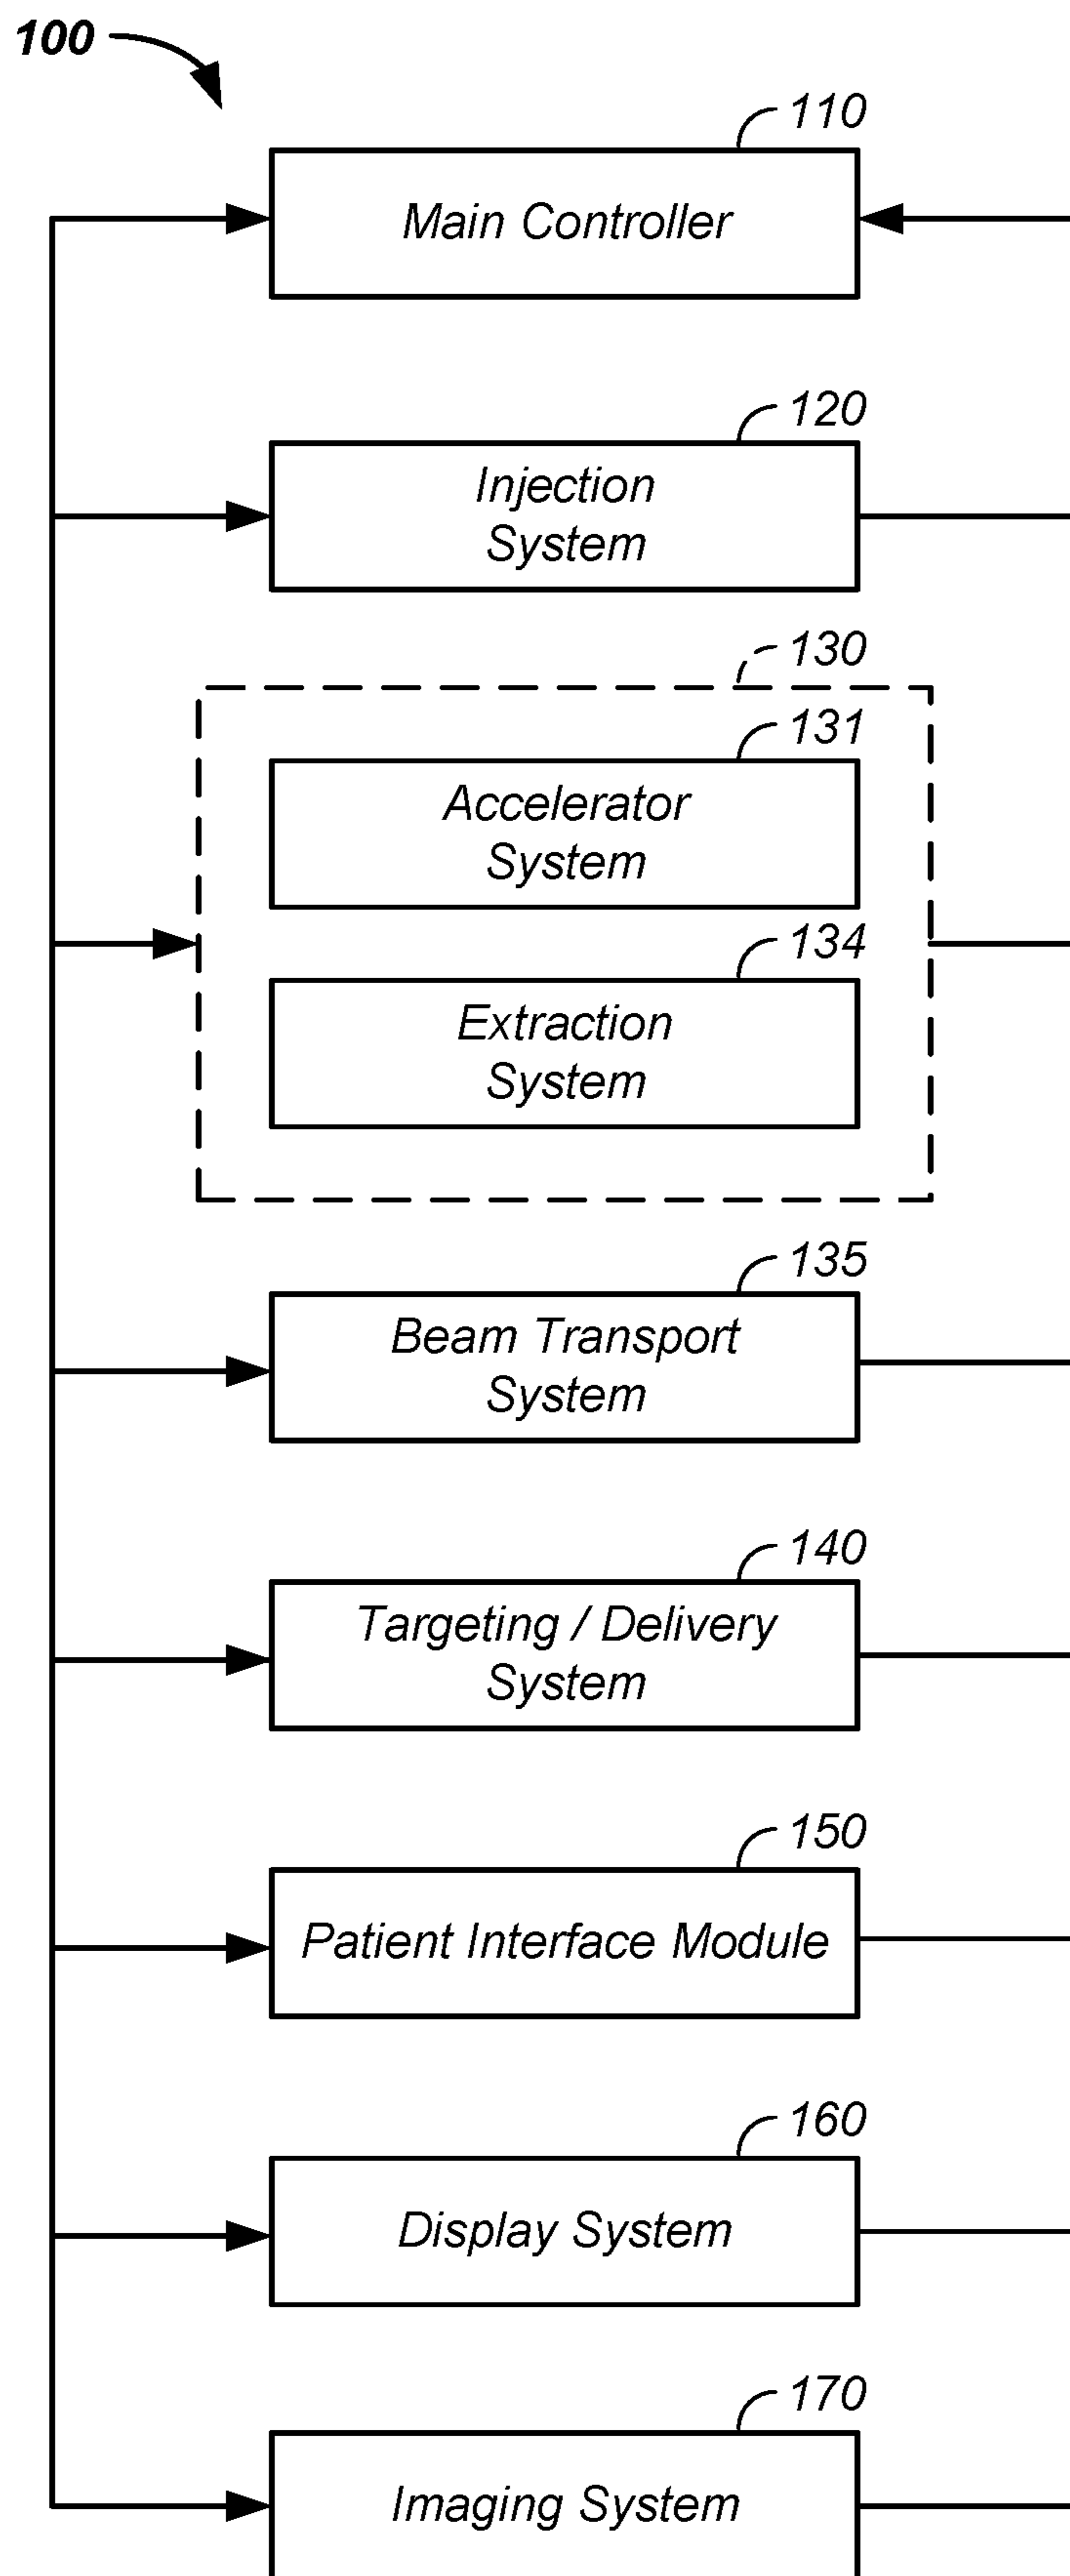 100
110
Main Controller
120
Injection
System
130
131
Accelerator
System
134
Extraction
System
135
Beam Transport
System
140
Targeting / Delivery
System
150
Patient Interface Module
160
Display System
170
Imaging System